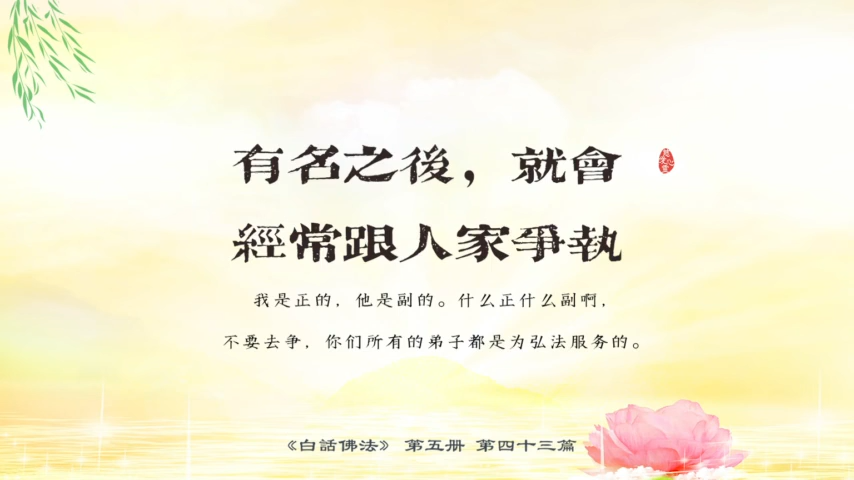 有名之後，就會
經常跟人家爭執
我是正的，他是副的。什么正什么副啊，
不要去争，你们所有的弟子都是为弘法服务的。
《白話佛法》 第五册 第四十三篇